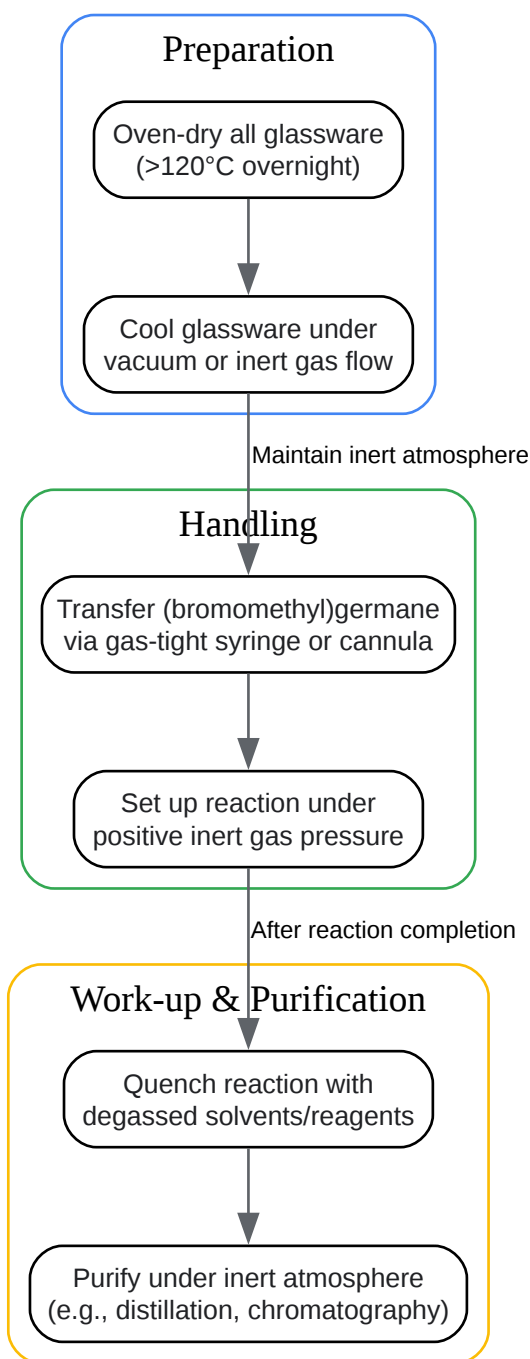 Preparation
Oven-dry all glassware
(>120°C overnight)
Cool glassware under
vacuum or inert gas flow
Maintain inert atmosphere
Handling
Transfer (bromomethyl)germane
via gas-tight syringe or cannula
Set up reaction under
positive inert gas pressure
After reaction completion
Work-up & Purification
Quench reaction with
degassed solvents/reagents
Purify under inert atmosphere
(e.g., distillation, chromatography)